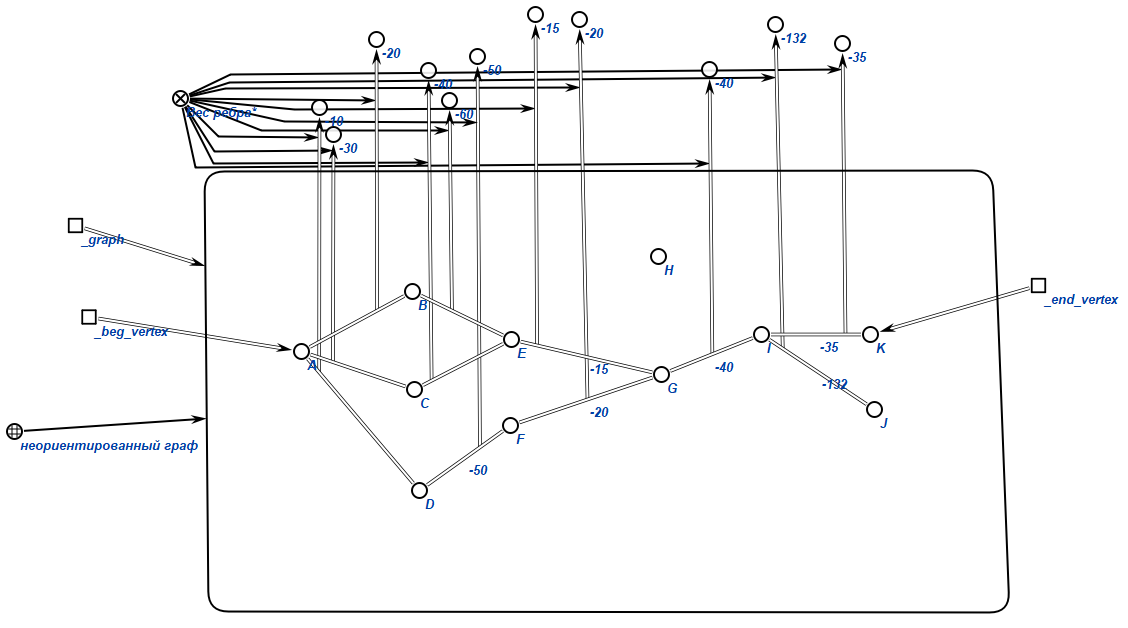 -15
-20
-132
-20
-35
-50
-40
-40
Вес ребра*
-60
10
-30
_graph
H
_end_vertex
B
_beg_vertex
E
I
-35
K
A
-15
-40
G
-132
C
-20
J
F
неориентированный граф
-50
D